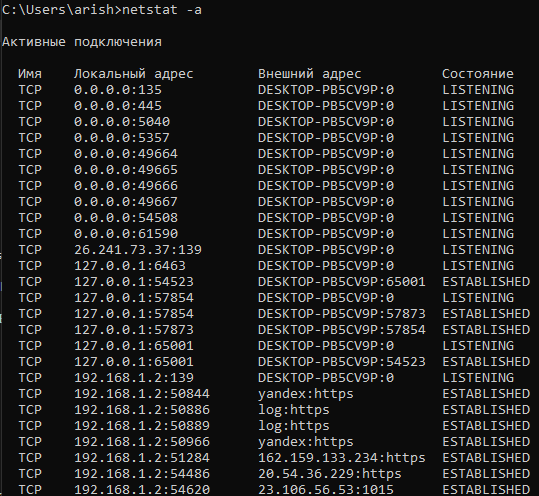 C:\Users\arish>netstat -a
Активные подключения
Имя Локальный адрес Внешний адрес Состояние
TCP 0.0.0.0:135 DESKTOP-PB5CV9P:0 LISTENING
TCP 0.0.0.0:445 DESKTOP-PB5CV9P:0 LISTENING
TCP 0.0.0.0:5040 DESKTOP-PB5CV9P:0 LISTENING
TCP 0.0.0.0:5357 DESKTOP-PB5CV9P:0 LISTENING
TCP 0.0.0.0:49664 DESKTOP-PB5CV9P:0 LISTENING
TCP 0.0.0.0:49665 DESKTOP-PB5CV9P:0 LISTENING
TCP 0.0.0.0:49666 DESKTOP-PB5CV9P:0 LISTENING
TCP 0.0.0.0:49667 DESKTOP-PB5CV9P:0 LISTENING
TCP 0.0.0.0:54508 DESKTOP-PB5CV9P:0 LISTENING
TCP 0.0.0.0:61590 DESKTOP-PB5CV9P:0 LISTENING
TCP 26.241.73.37:139 DESKTOP-PB5CV9P:0 LISTENING
TCP 127.0.0.1:6463 DESKTOP-PB5CV9P:0 LISTENING
TCP 127.0.0.1:54523 DESKTOP-PB5CV9P:65001 ESTABLISHED
TCP 127.0.0.1:57854 DESKTOP-PB5CV9P:0 LISTENING
TCP 127.0.0.1:57854 DESKTOP-PB5CV9P:57873 ESTABLISHED
TCP 127.0.0.1:57873 DESKTOP-PB5CV9P:57854 ESTABLISHED
TCP 127.0.0.1:65001 DESKTOP-PB5CV9P:0 LISTENING
TCP 127.0.0.1:65001 DESKTOP-PB5CV9P:54523 ESTABLISHED
TCP 192.168.1.2:139 DESKTOP-PB5CV9P:0 LISTENING
TCP 192.168.1.2:50844 yandex:https ESTABLISHED
TCP 192.168.1.2:50886 log:https ESTABLISHED
TCP 192.168.1.2:50889 log:https ESTABLISHED
TCP 192.168.1.2:50966 yandex:https ESTABLISHED
TCP 192.168.1.2:51284 162.159.133.234:https ESTABLISHED
TCP 192.168.1.2:54486 20.54.36.229:https ESTABLISHED
TCP 192.168.1.2:54620 23.106.56.53:1015 ESTABLISHED